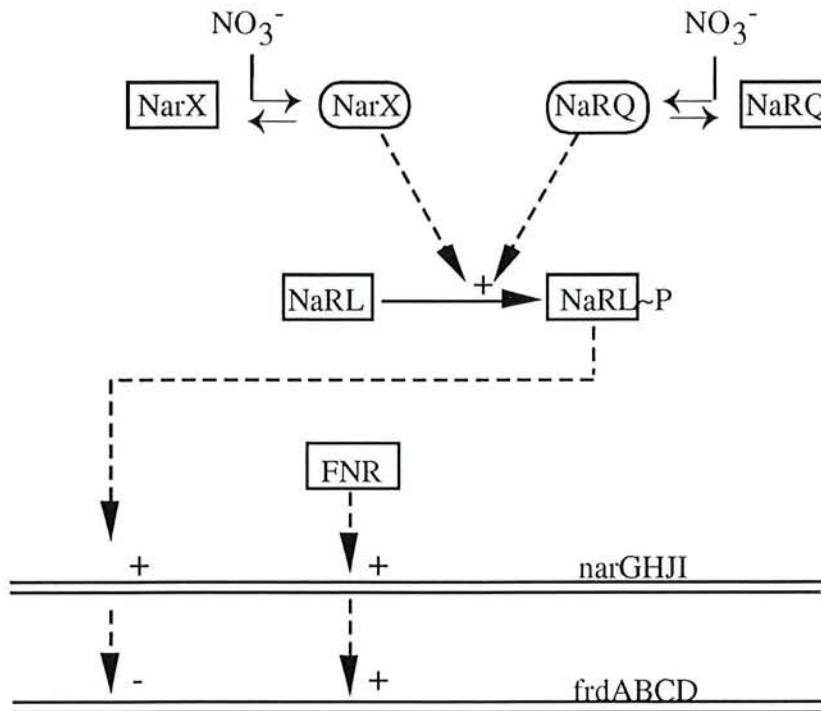 NO3- NO3-
NarX NarX NaRQ NaRQ
+
NaRL NaRL~P
FNR
+ + narGHJI
- + frdABCD